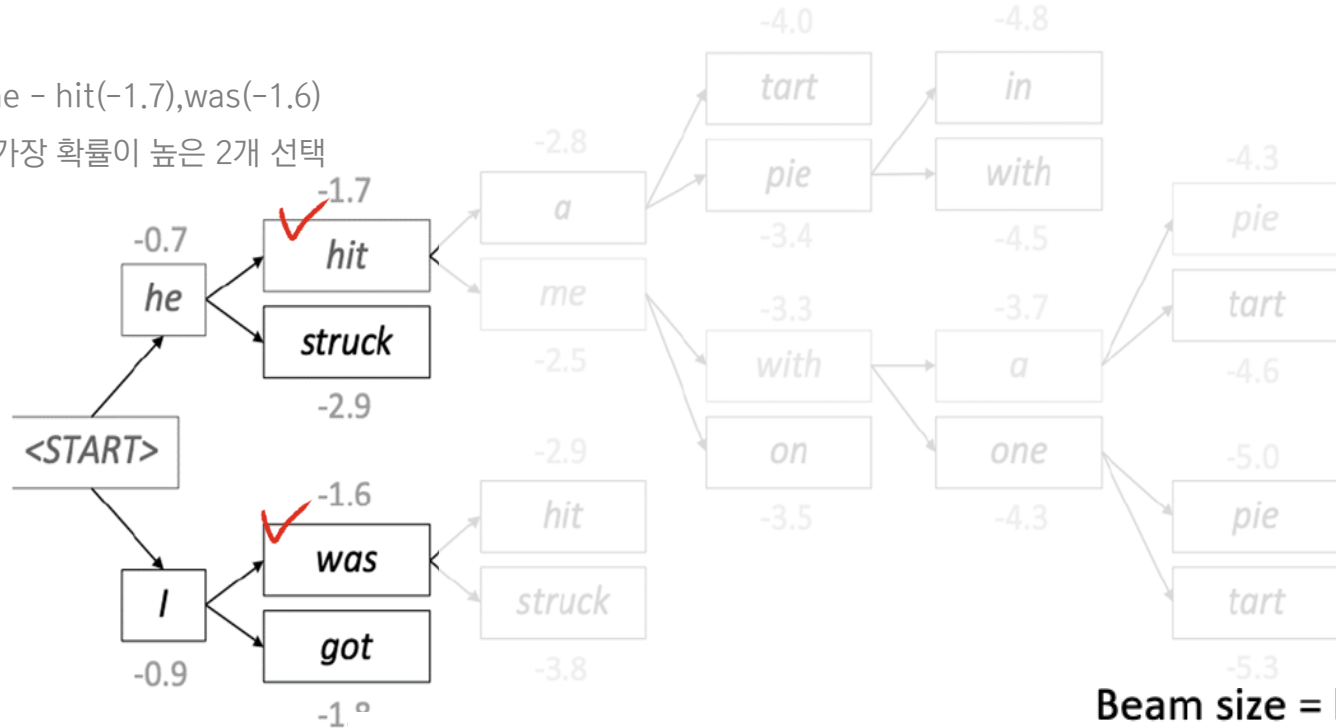 - hit(-1.7),was(-1.6)
가장 확률이 높은 2개 선택
-4.0
-4.8
tart
in
-2.8
pie
with
-4.3
a
-3.4
-4.5
pie
-1.7
-0.7
hit
me
-3.3
-3.7
tart
he
struck
-2.5
with
a
-4.6
-2.9
<START>
-2.9
on
one
-5.0
-1.6
hit
-3.5
-4.3
pie
was
I
struck
tart
got
-0.9
-3.8
-5.3
Beam size =